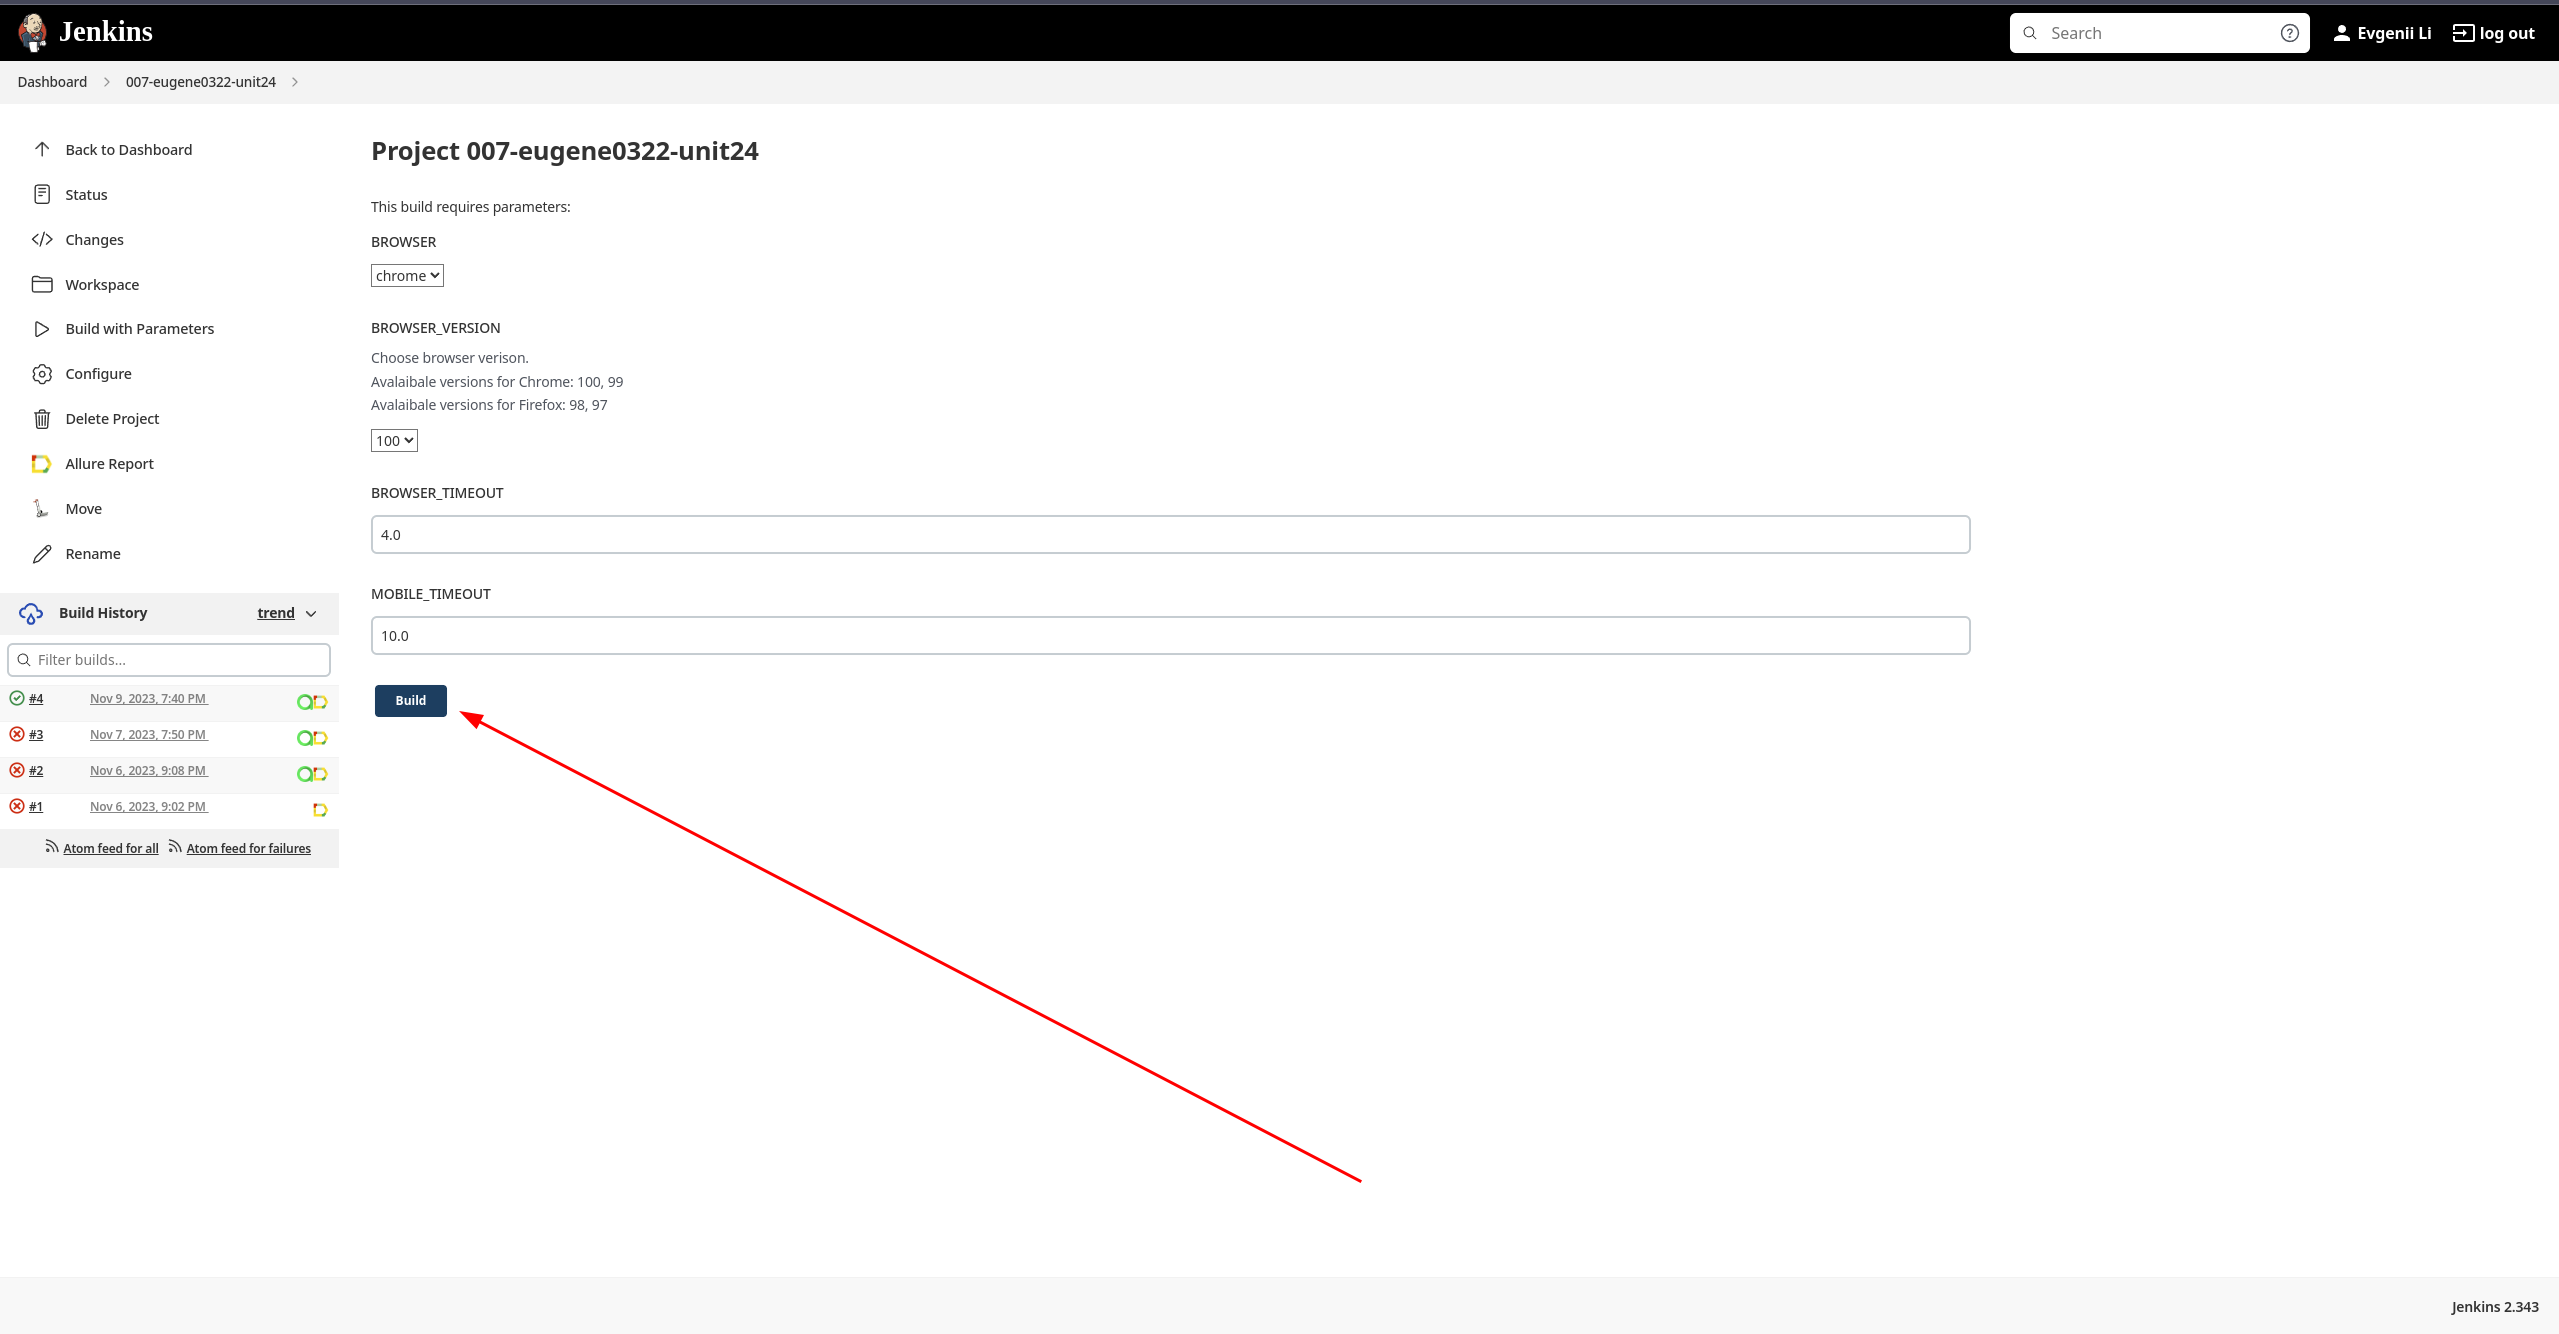 Jenkins
Search
Evgenii Li
log out
Dashboard
007-eugene0322-unit24
Back to Dashboard
Status
Changes
Workspace
Build with Parameters
Configure
Delete Project
Allure Report
Move
Rename
Build History
trend
Filter builds...
#4 Nov 9, 2023, 7:40 PM
#3 Nov 7, 2023, 7:50 PM
#2 Nov 6, 2023, 9:08 PM
#1 Nov 6, 2023, 9:02 PM
Atom feed for all Atom feed for failures
Project 007-eugene0322-unit24
This build requires parameters:
BROWSER
chrome
BROWSER_VERSION
Choose browser verison.
Avalaibale versions for Chrome: 100, 99
Avalaibale versions for Firefox: 98, 97
100
BROWSER_TIMEOUT
4.0
MOBILE_TIMEOUT
10.0
Build
Jenkins 2.343